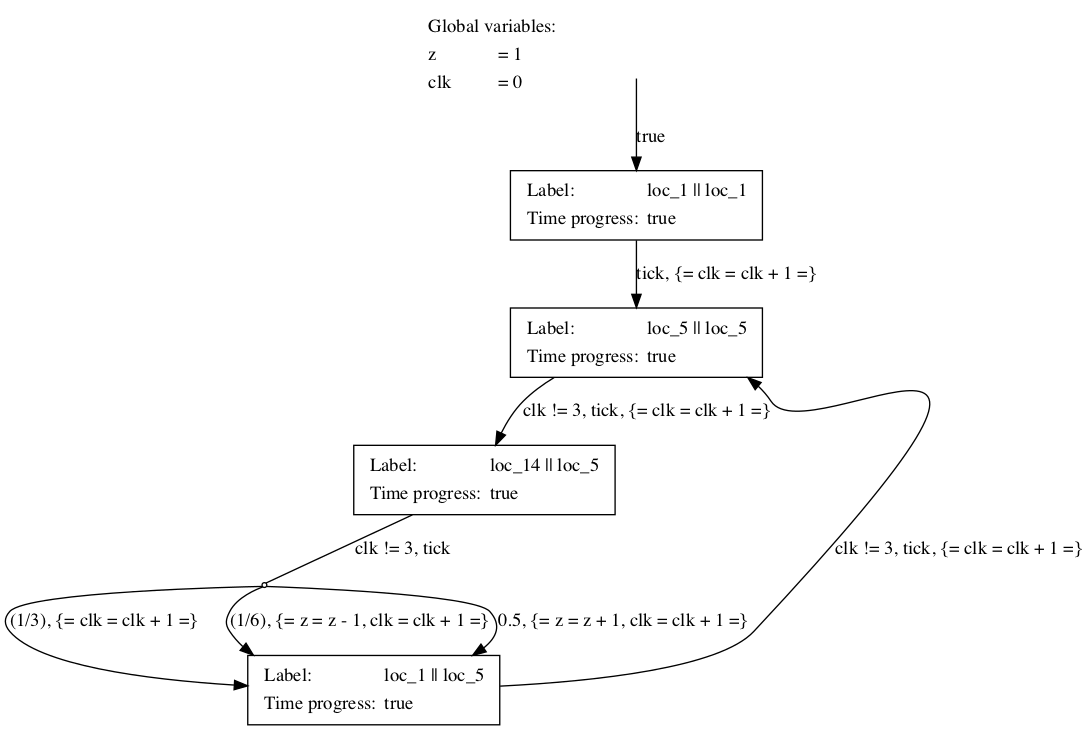 Global variables:
z = 1
clk = 0
true
Label: loc_1 || loc_1
Time progress: true
tick, {= clk = clk + 1 =}
Label: loc_5 || loc_5
Time progress: true
clk != 3, tick, {= clk = clk + 1 =}
Label: loc_14 || loc_5
Time progress: true
clk != 3, tick
clk != 3, tick, {= clk = clk + 1 =}
(1/3), {= clk = clk + 1 =}
(1/6), {= z = z - 1, clk = clk + 1 =}
0.5, {= z = z + 1, clk = clk + 1 =}
Label: loc_1 || loc_5
Time progress: true